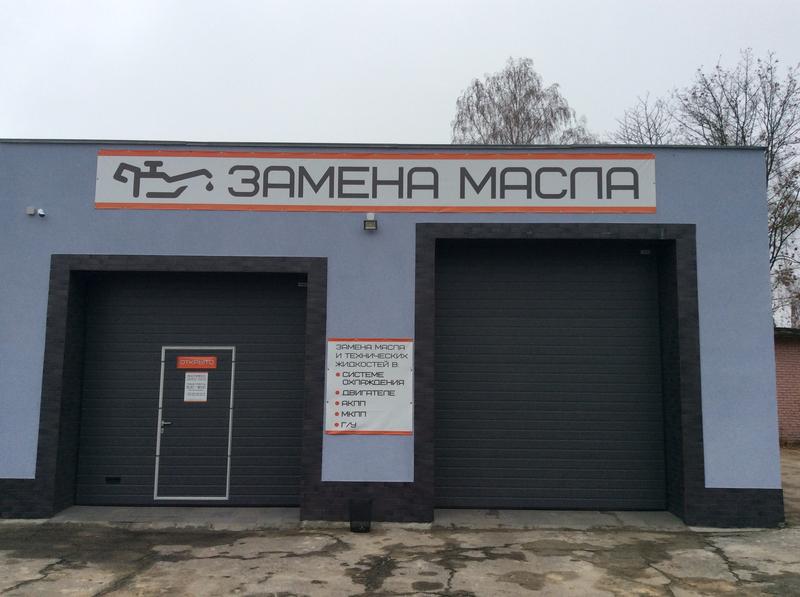 ЗАМЕНА МАСЛА
ОТКРЫТО
ЗАМЕНА МАСЛА
И ТЕХНИЧЕСКИХ
ЖИДКОСТЕЙ В:
СИСТЕМЕ
ОХЛАЖДЕНИЯ
ДВИГАТЕЛЕ
АКПП
МКПП
Г/У